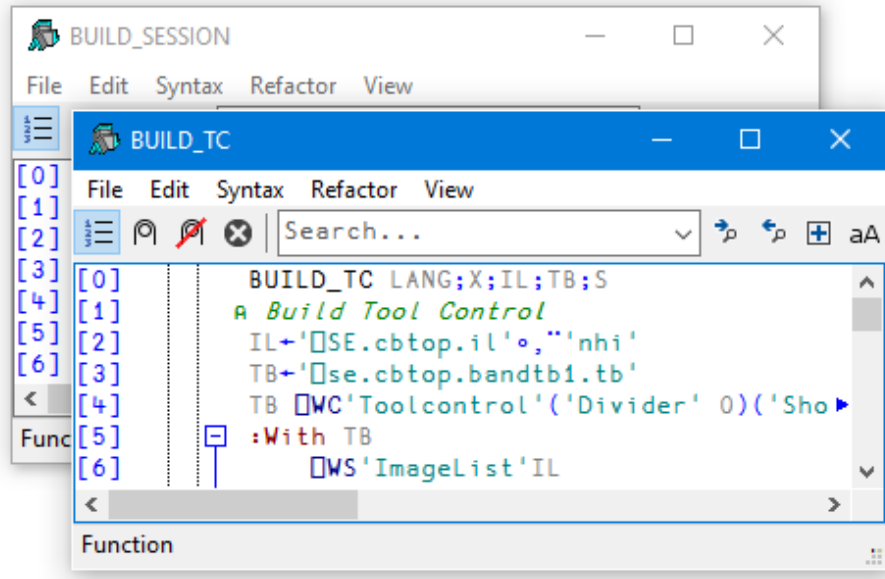 BUILD_SESSION
File Edit Syntax Refactor View
[0]
[1]
[2]
[3]
[4]
[5]
[6]
Func
BUILD_TC
File Edit Syntax Refactor View
Search... aA
[0] BUILD_TC LANG;X;IL;TB;S
[1] ⍝ Build Tool Control
[2] IL←'⎕SE.cbtop.il'∘,¨'nhi'
[3] TB←'⎕se.cbtop.bandtb1.tb'
[4] TB ⎕WC'Toolcontrol'('Divider' 0)('Sho
[5] :With TB
[6] ⎕WS'ImageList'IL
Function